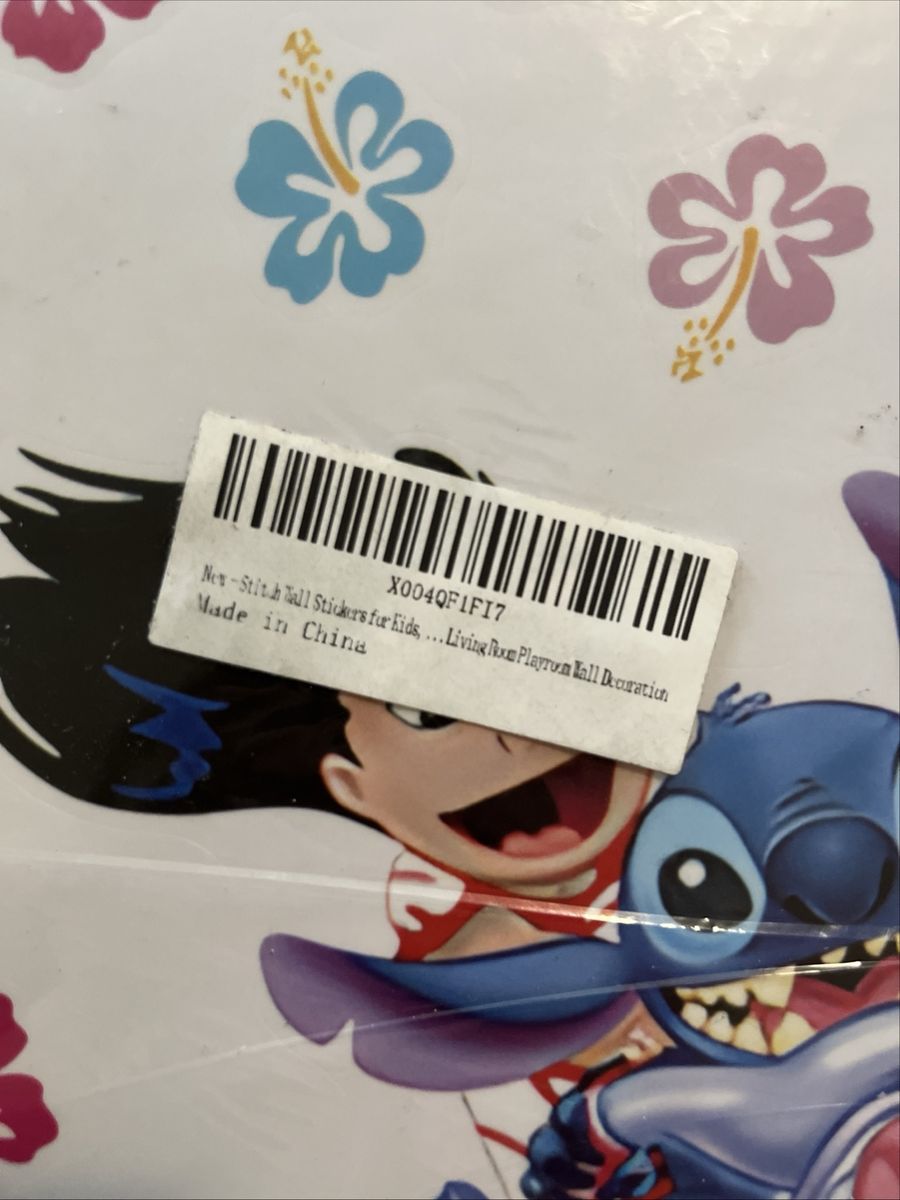 X004QF1FI7
New - Stitch Wall Stickers for Kids, ...Living Room Playroom Wall Decoration
Made in China